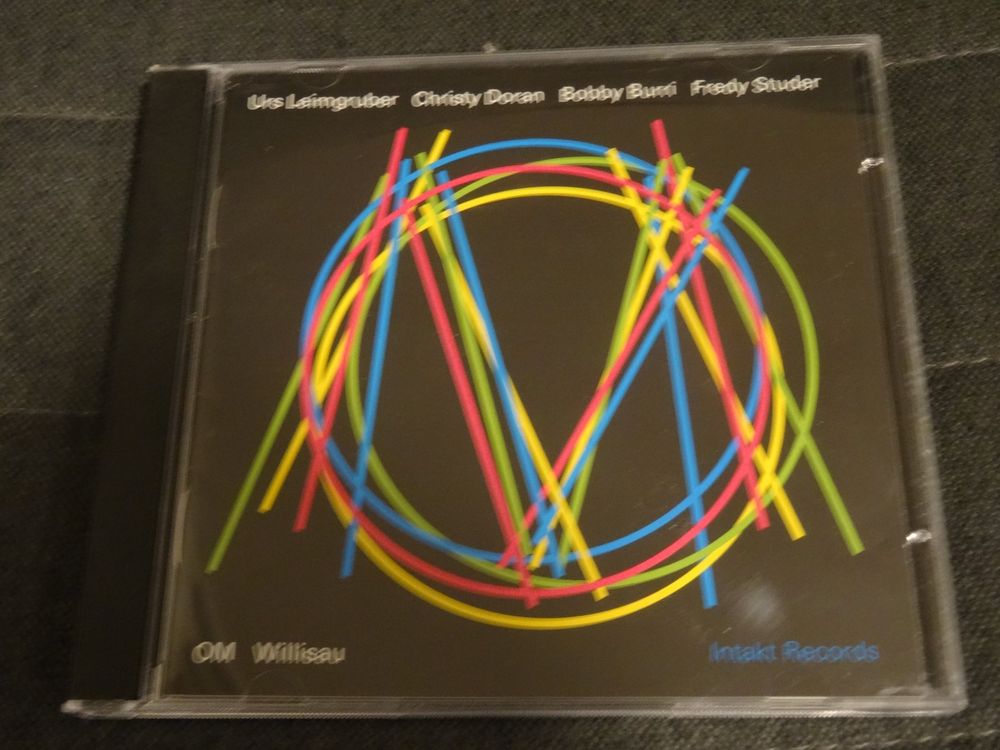 Urs Leimgruber Christy Doran Bobby Burri Fredy Studer
OM Willisau Intakt Records